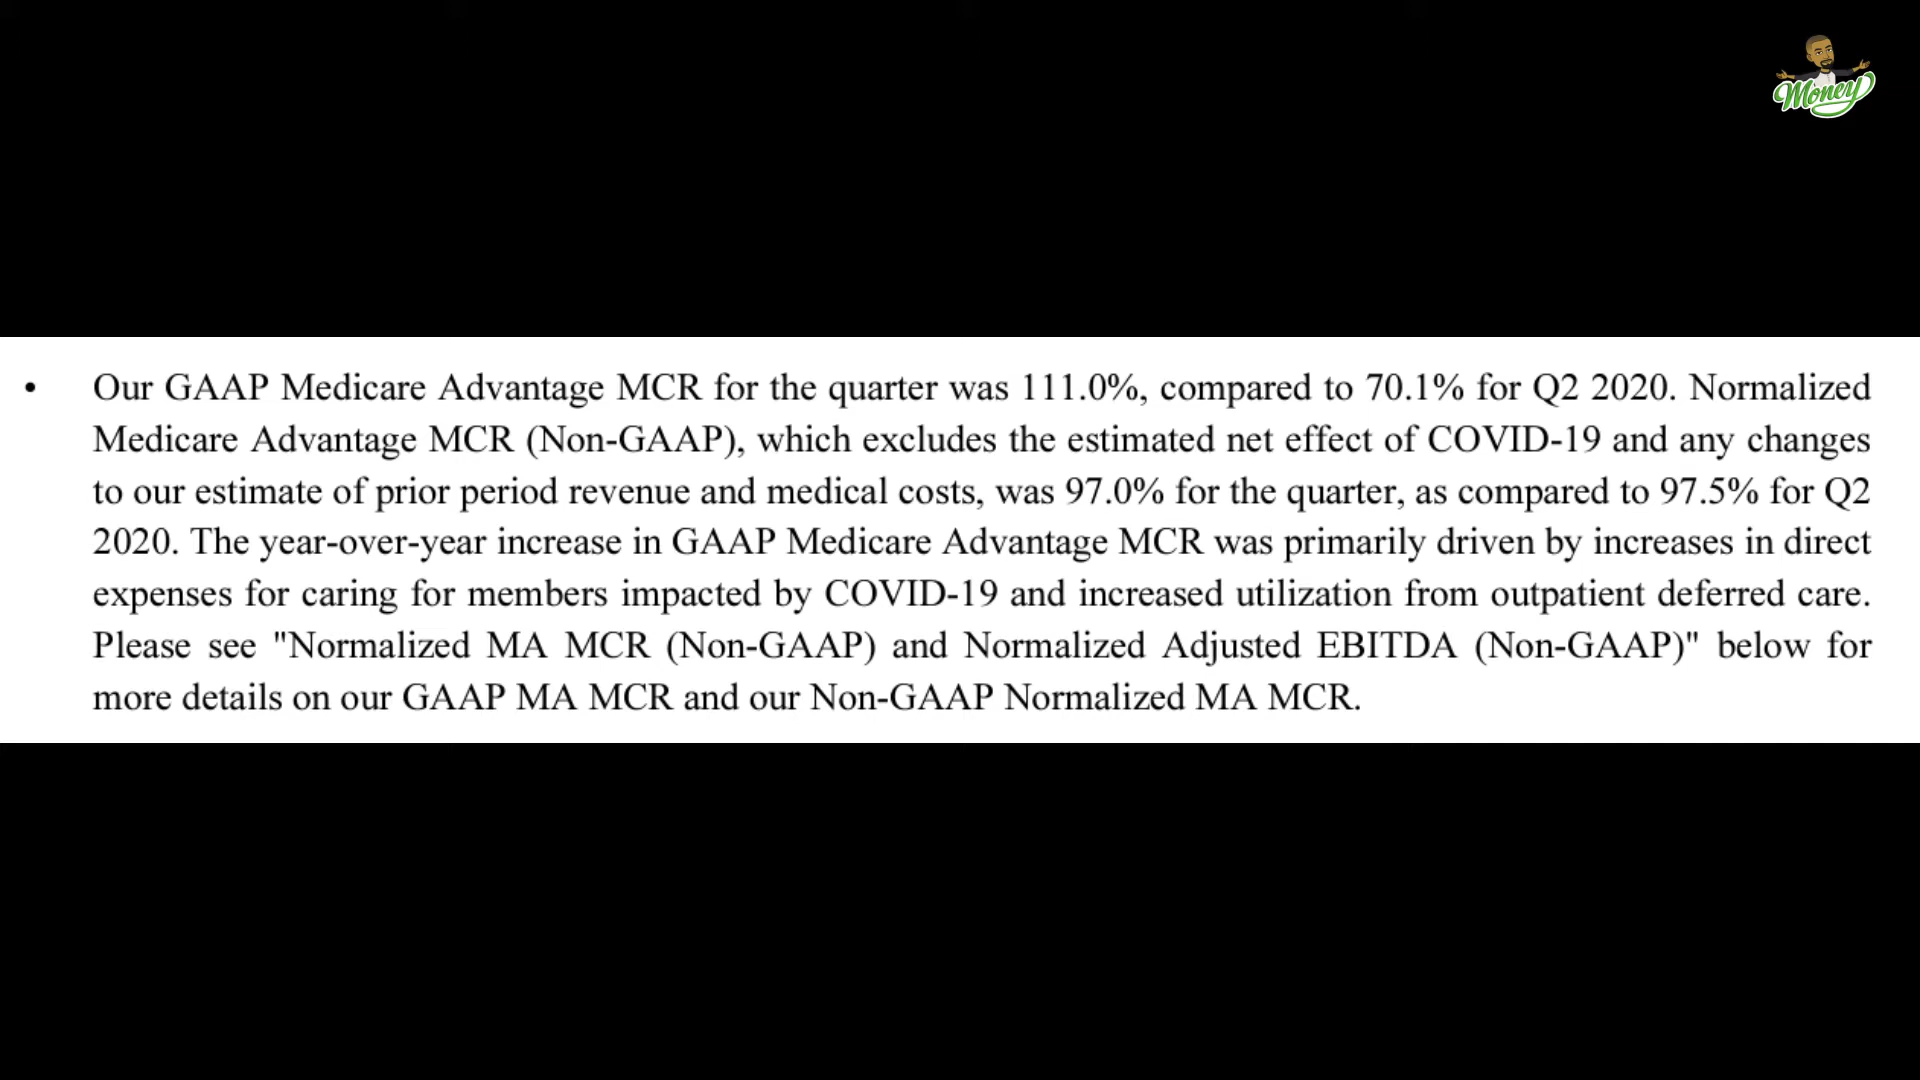 Money
• Our GAAP Medicare Advantage MCR for the quarter was 111.0%, compared to 70.1% for Q2 2020. Normalized
Medicare Advantage MCR (Non-GAAP), which excludes the estimated net effect of COVID-19 and any changes
to our estimate of prior period revenue and medical costs, was 97.0% for the quarter, as compared to 97.5% for Q2
2020. The year-over-year increase in GAAP Medicare Advantage MCR was primarily driven by increases in direct
expenses for caring for members impacted by COVID-19 and increased utilization from outpatient deferred care.
Please see "Normalized MA MCR (Non-GAAP) and Normalized Adjusted EBITDA (Non-GAAP)" below for
more details on our GAAP MA MCR and our Non-GAAP Normalized MA MCR.